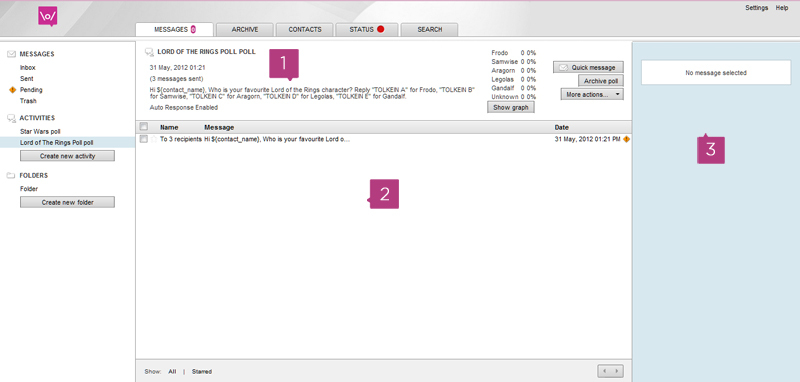 \o/
Settings Help
MESSAGES 0 ARCHIVE CONTACTS STATUS SEARCH
MESSAGES
Inbox
Sent
Pending
Trash
ACTIVITIES
Star Wars poll
Lord of The Rings Poll poll
Create new activity
FOLDERS
Folder
Create new folder
LORD OF THE RINGS POLL POLL
31 May, 2012 01:21
(3 messages sent)
Hi ${contact_name}, Who is your favourite Lord of the Rings character? Reply "TOLKEIN A" for Frodo, "TOLKEIN B"
for Samwise, "TOLKEIN C" for Aragorn, "TOLKEIN D" for Legolas, "TOLKEIN E" for Gandalf.
Auto Response Enabled
1
Frodo 0 0%
Samwise 0 0%
Aragorn 0 0%
Legolas 0 0%
Gandalf 0 0%
Unknown 0 0%
Show graph
Quick message
Archive poll
More actions...
Name Message Date
To 3 recipients Hi ${contact_name}, Who is your favourite Lord o... 31 May, 2012 01:21 PM
2
Show: All | Starred
No message selected
3